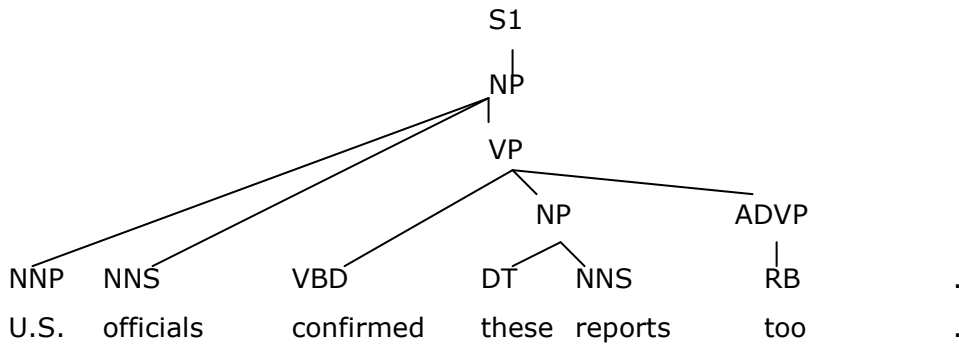 S1
NP
VP
NP ADVP
NNP NNS VBD DT NNS RB .
U.S. officials confirmed these reports too .